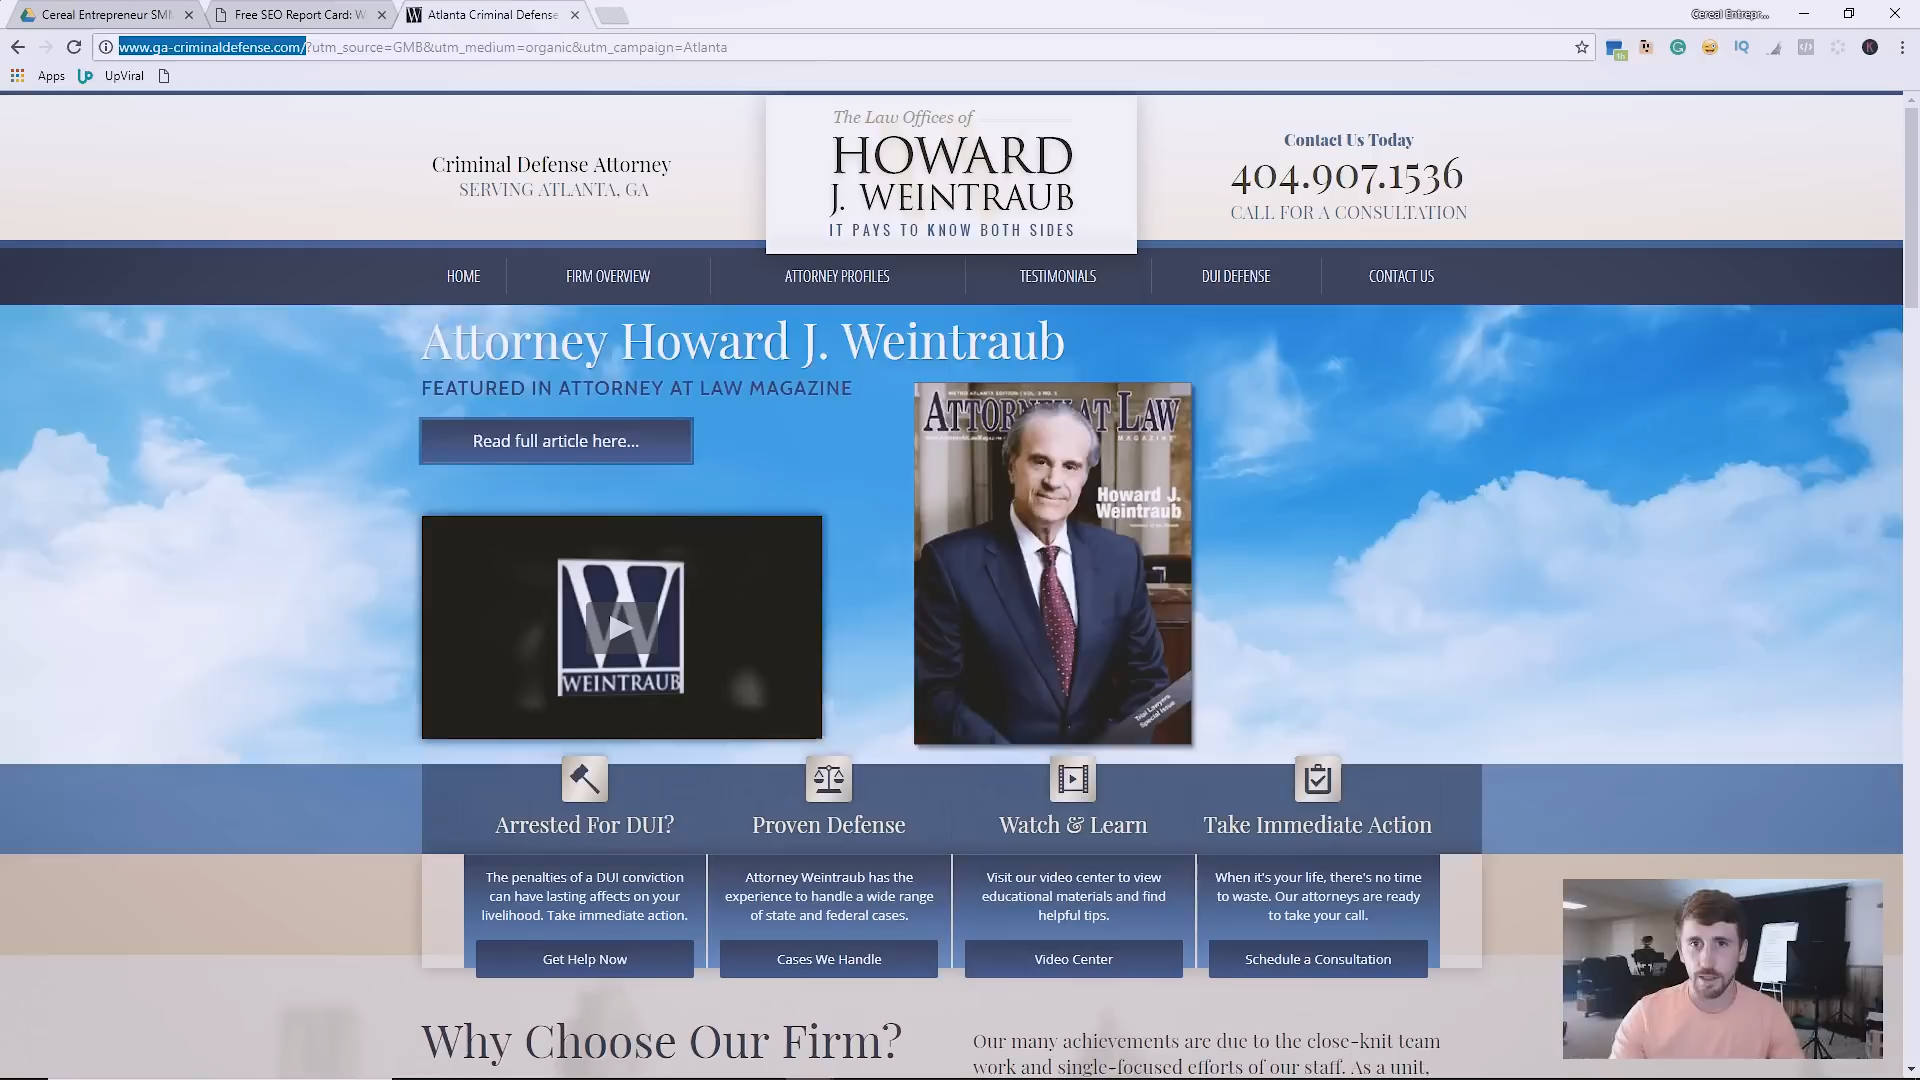 Cereal Entrepreneur SM
Free SEO Report Card: W
Atlanta Criminal Defense
Cereal Entrepr...
www.ga-criminaldefense.com/?utm_source=GMB&utm_medium=organic&utm_campaign=Atlanta
Apps
UpViral
Criminal Defense Attorney
SERVING ATLANTA, GA
The Law Offices of
HOWARD
J. WEINTRAUB
IT PAYS TO KNOW BOTH SIDES
Contact Us Today
404.907.1536
CALL FOR A CONSULTATION
HOME
FIRM OVERVIEW
ATTORNEY PROFILES
TESTIMONIALS
DUI DEFENSE
CONTACT US
Attorney Howard J. Weintraub
FEATURED IN ATTORNEY AT LAW MAGAZINE
Read full article here...
W
WEINTRAUB
ATTORNEY AT LAW
MAGAZINE
Howard J.
Weintraub
Trial Lawyers
Special Issue
Arrested For DUI?
The penalties of a DUI conviction
can have lasting affects on your
livelihood. Take immediate action.
Get Help Now
Proven Defense
Attorney Weintraub has the
experience to handle a wide range
of state and federal cases.
Cases We Handle
Watch & Learn
Visit our video center to view
educational materials and find
helpful tips.
Video Center
Take Immediate Action
When it's your life, there's no time
to waste. Our attorneys are ready
to take your call.
Schedule a Consultation
Why Choose Our Firm?
Our many achievements are due to the close-knit team
work and single-focused efforts of our staff. As a unit,